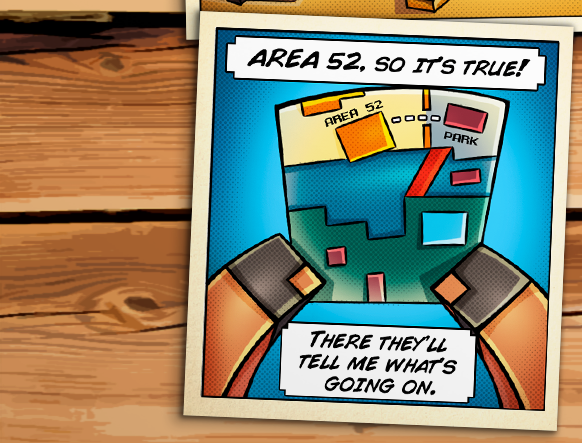 AREA 52, SO IT'S TRUE!
AREA 52
PARK
THERE THEY'LL
TELL ME WHAT'S
GOING ON.